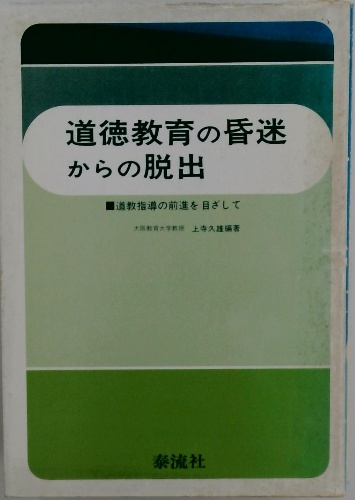 道徳教育の昏迷
からの脱出
■道教指導の前進を目ざして
大阪教育大学教授 上寺久雄編著
泰流社